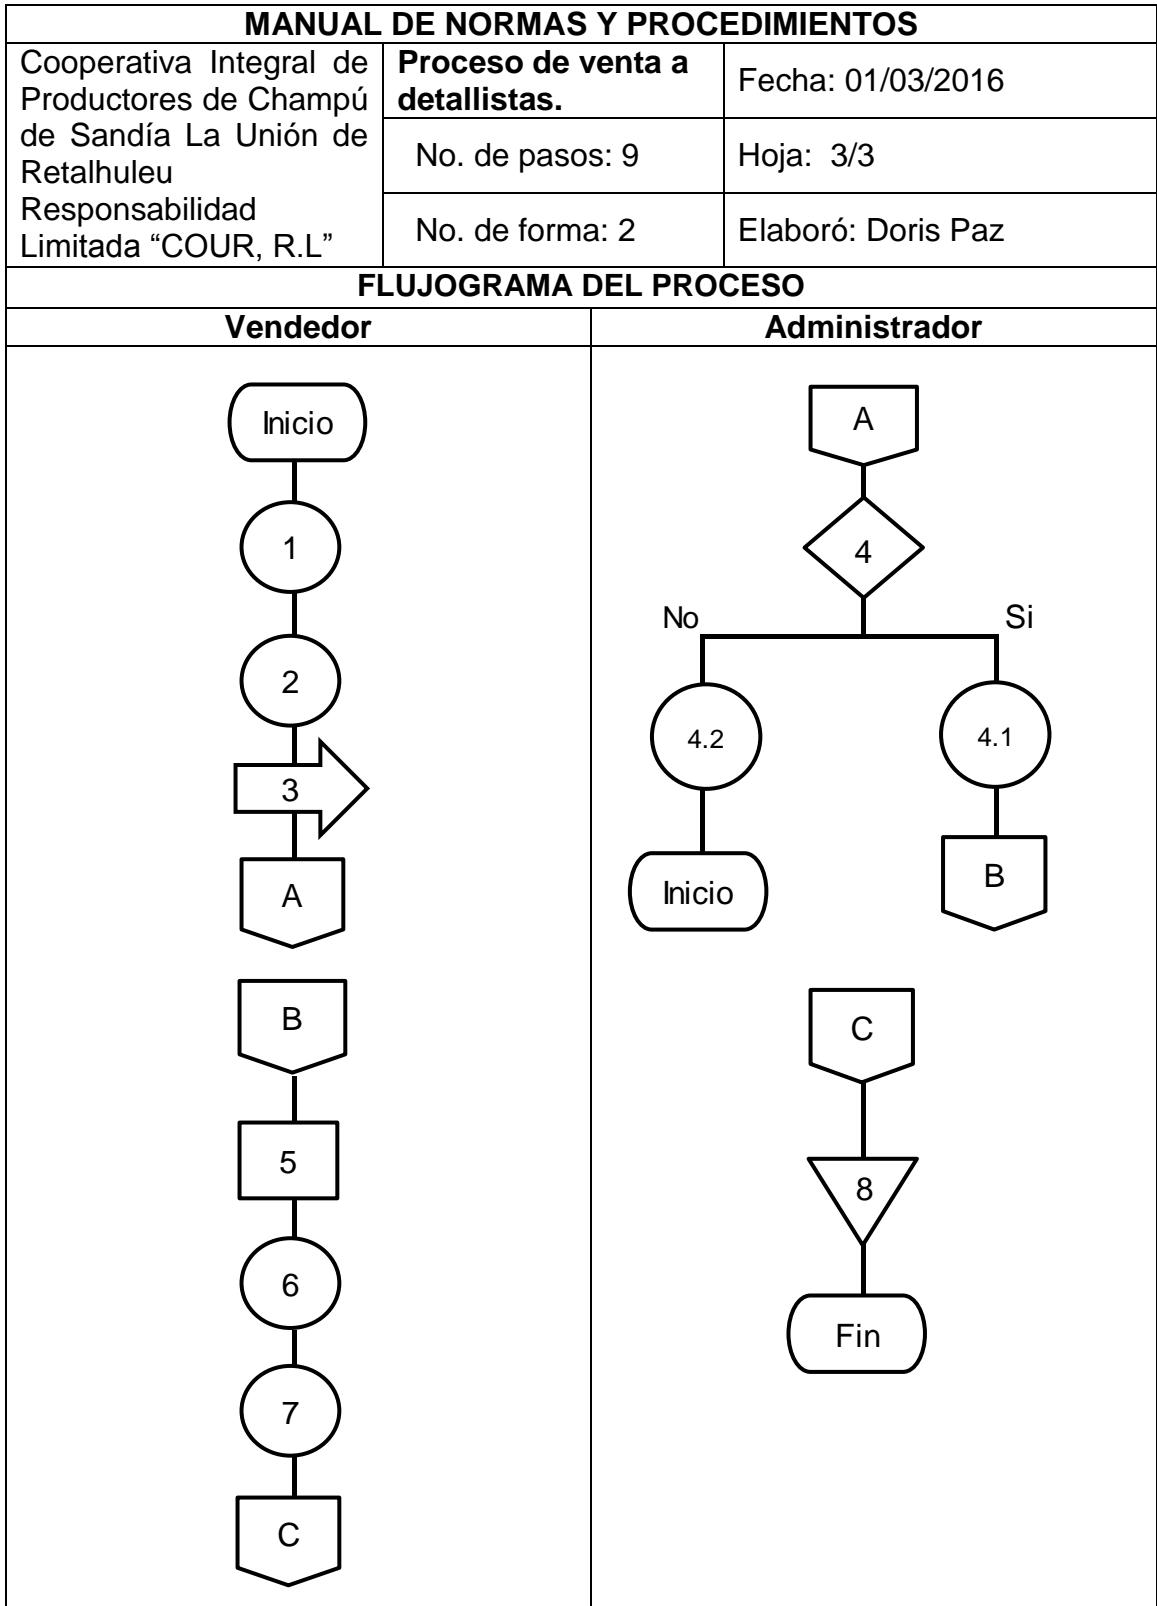 MANUAL DE NORMAS Y PROCEDIMIENTOS
Cooperativa Integral de
Productores de Champú
de Sandía La Unión de
Retalhuleu
Responsabilidad
Limitada “COUR, R.L”
Proceso de venta a
detallistas.
Fecha: 01/03/2016
No. de pasos: 9
Hoja: 3/3
No. de forma: 2
Elaboró: Doris Paz
FLUJOGRAMA DEL PROCESO
Vendedor
Administrador
Inicio
1
2
3
A
B
5
6
7
C
A
4
No
Si
4.2
4.1
Inicio
B
C
8
Fin